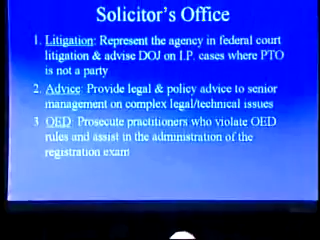 Solicitor's Office
1. Litigation: Represent the agency in federal court
litigation & advise DOJ on I.P. cases where PTO
is not a party
2. Advice: Provide legal & policy advice to senior
management on complex legal/technical issues
3 OED: Prosecute practitioners who violate OED
rules and assist in the administration of the
registration exam